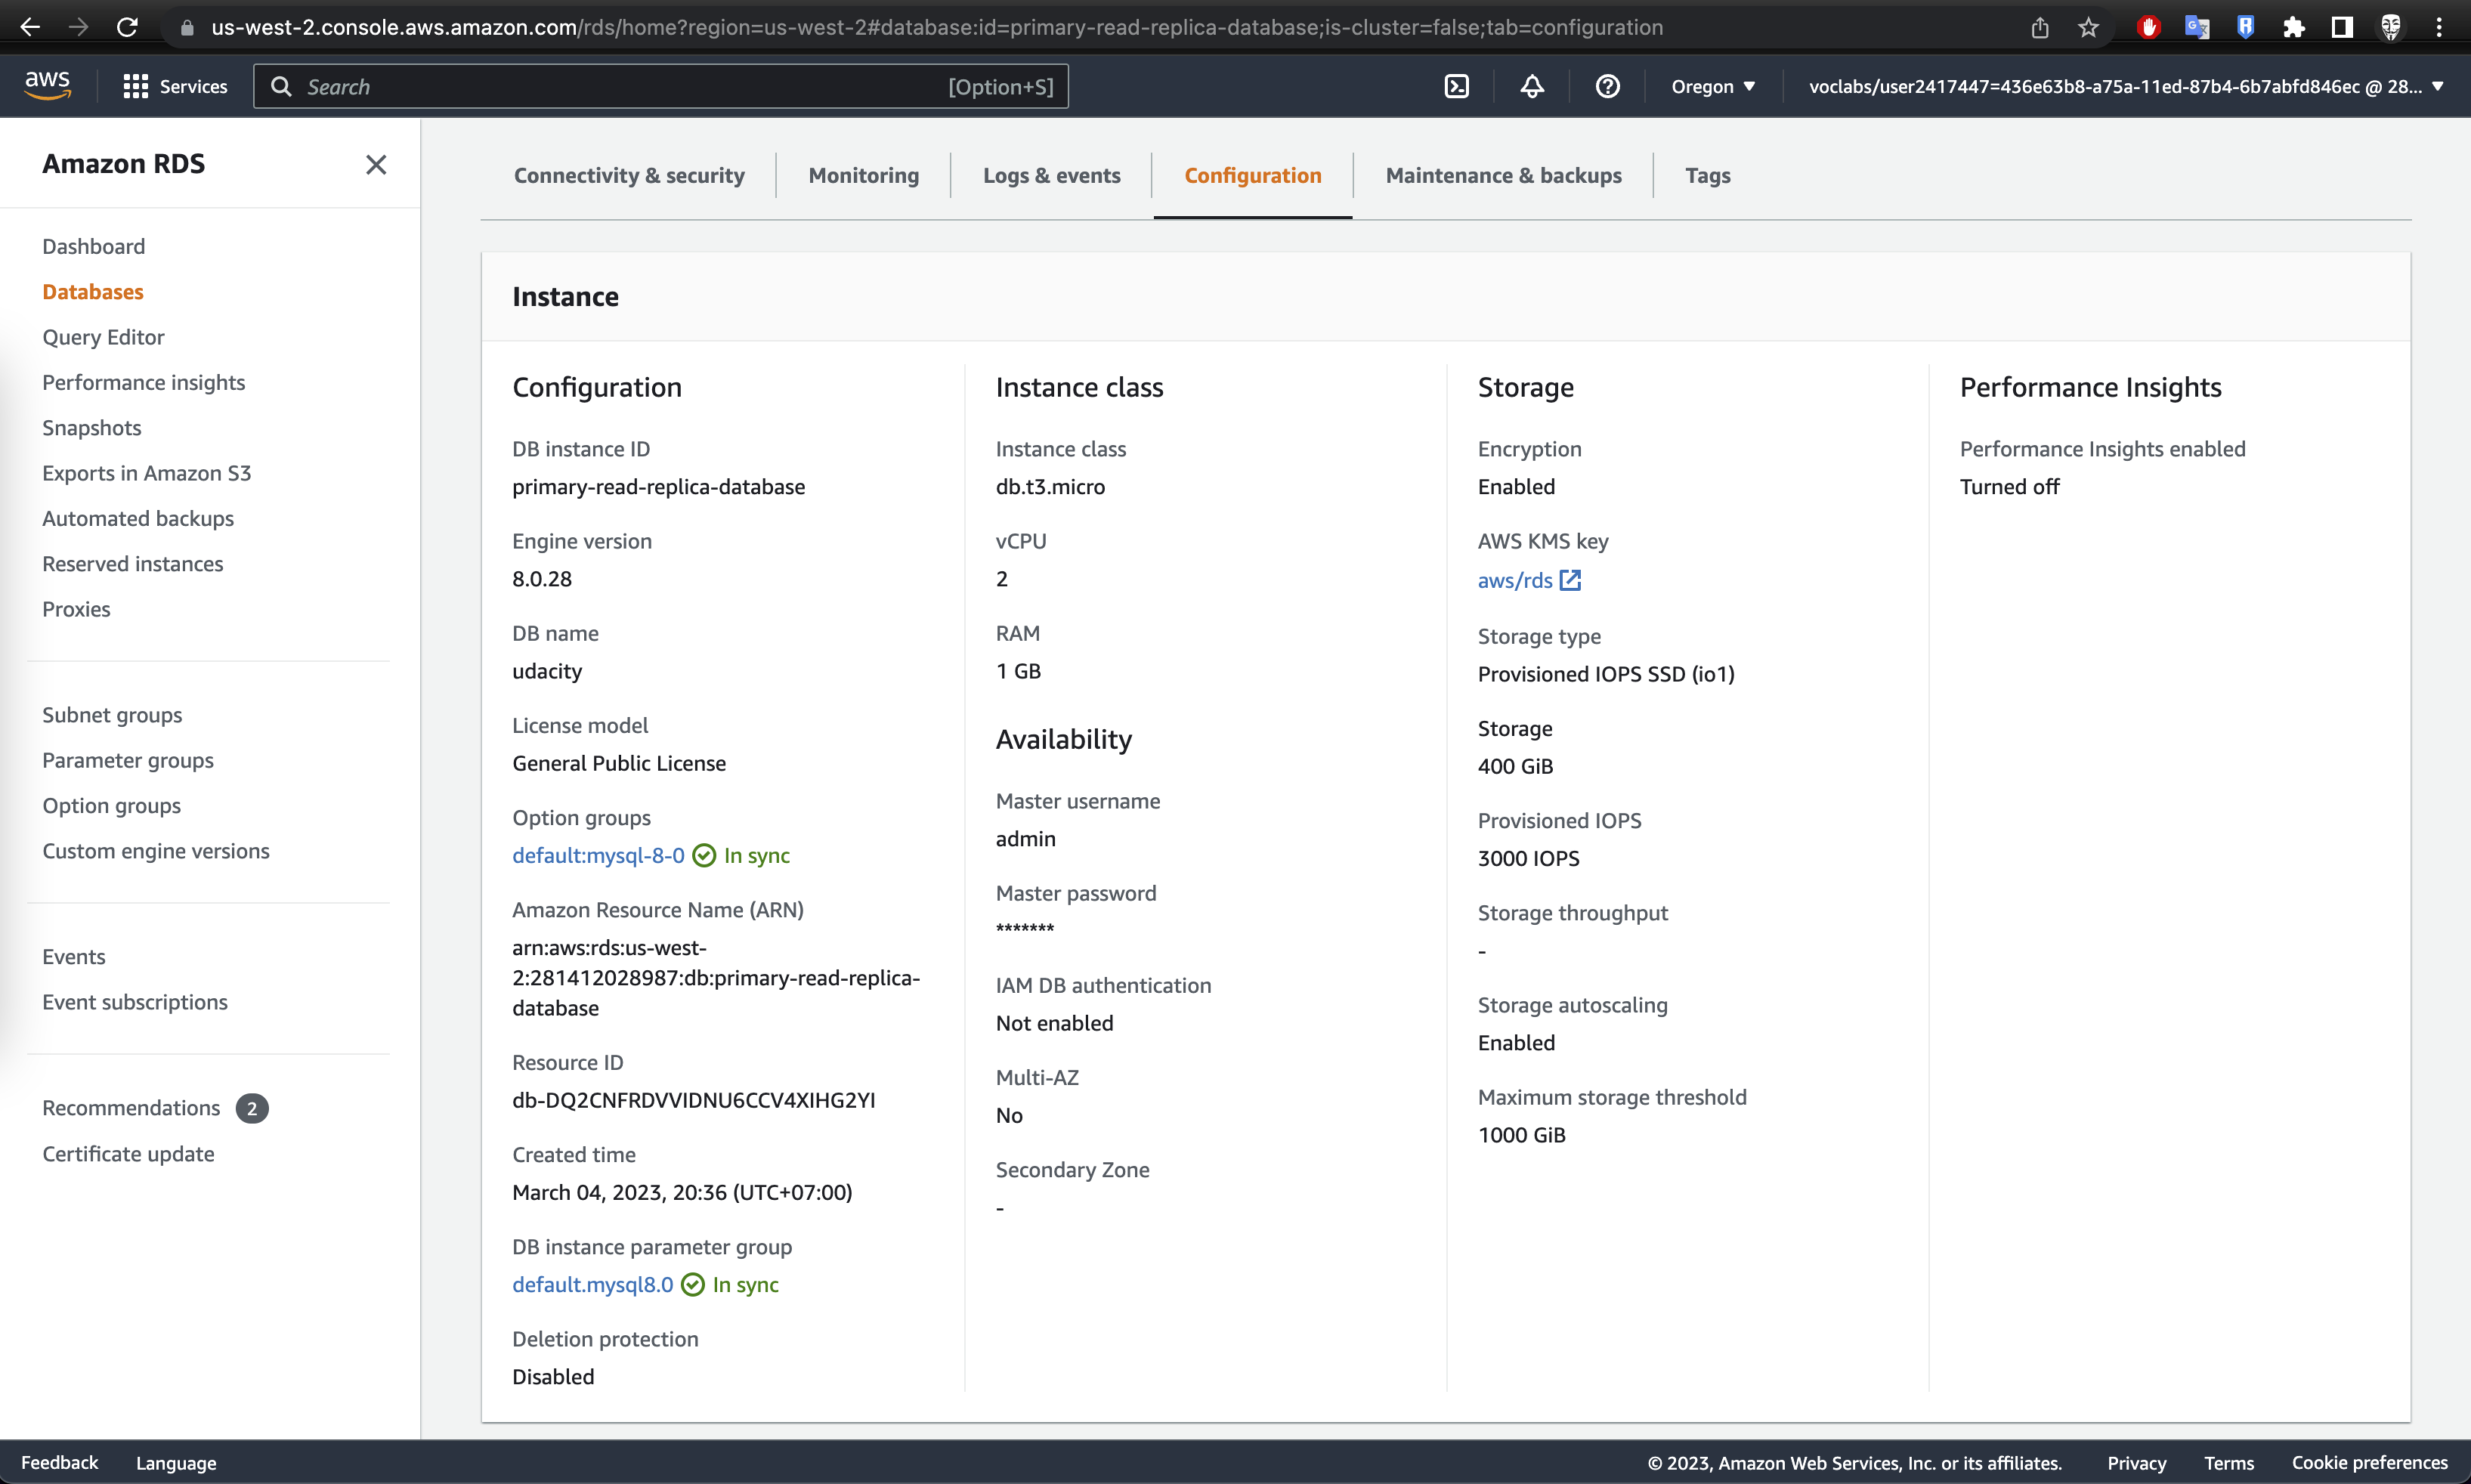 us-west-2.console.aws.amazon.com/rds/home?region=us-west-2#database:id=primary-read-replica-database;is-cluster=false;tab=configuration
aws
Services
Search
[Option+S]
Oregon
voclabs/user2417447=436e63b8-a75a-11ed-87b4-6b7abfd846ec @ 28...
Amazon RDS
Dashboard
Databases
Query Editor
Performance insights
Snapshots
Exports in Amazon S3
Automated backups
Reserved instances
Proxies
Subnet groups
Parameter groups
Option groups
Custom engine versions
Events
Event subscriptions
Recommendations 2
Certificate update
Connectivity & security
Monitoring
Logs & events
Configuration
Maintenance & backups
Tags
Instance
Configuration
DB instance ID
primary-read-replica-database
Engine version
8.0.28
DB name
udacity
License model
General Public License
Option groups
default:mysql-8-0 In sync
Amazon Resource Name (ARN)
arn:aws:rds:us-west-
2:281412028987:db:primary-read-replica-
database
Resource ID
db-DQ2CNFRDVVIDNU6CCV4XIHG2YI
Created time
March 04, 2023, 20:36 (UTC+07:00)
DB instance parameter group
default.mysql8.0 In sync
Deletion protection
Disabled
Instance class
Instance class
db.t3.micro
vCPU
2
RAM
1 GB
Availability
Master username
admin
Master password
*******
IAM DB authentication
Not enabled
Multi-AZ
No
Secondary Zone
-
Storage
Encryption
Enabled
AWS KMS key
aws/rds
Storage type
Provisioned IOPS SSD (io1)
Storage
400 GiB
Provisioned IOPS
3000 IOPS
Storage throughput
-
Storage autoscaling
Enabled
Maximum storage threshold
1000 GiB
Performance Insights
Performance Insights enabled
Turned off
Feedback
Language
© 2023, Amazon Web Services, Inc. or its affiliates.
Privacy
Terms
Cookie preferences